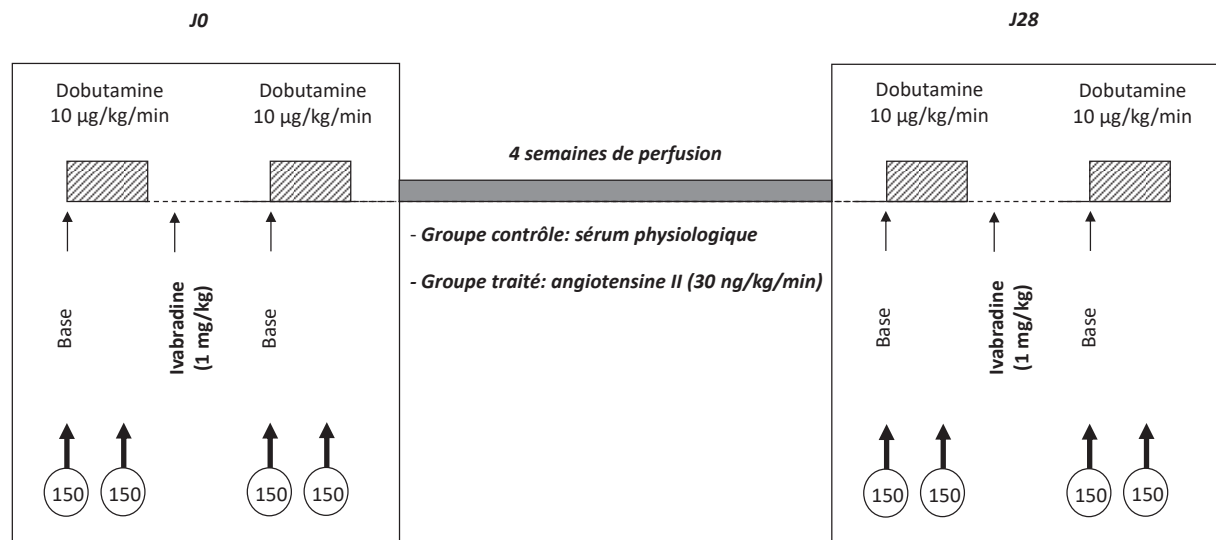 J0
J28
Dobutamine
10 µg/kg/min
Dobutamine
10 µg/kg/min
Base
Ivabradine
(1 mg/kg)
Base
150
150
150
150
4 semaines de perfusion
- Groupe contrôle: sérum physiologique
- Groupe traité: angiotensine II (30 ng/kg/min)
Dobutamine
10 µg/kg/min
Dobutamine
10 µg/kg/min
Base
Ivabradine
(1 mg/kg)
Base
150
150
150
150